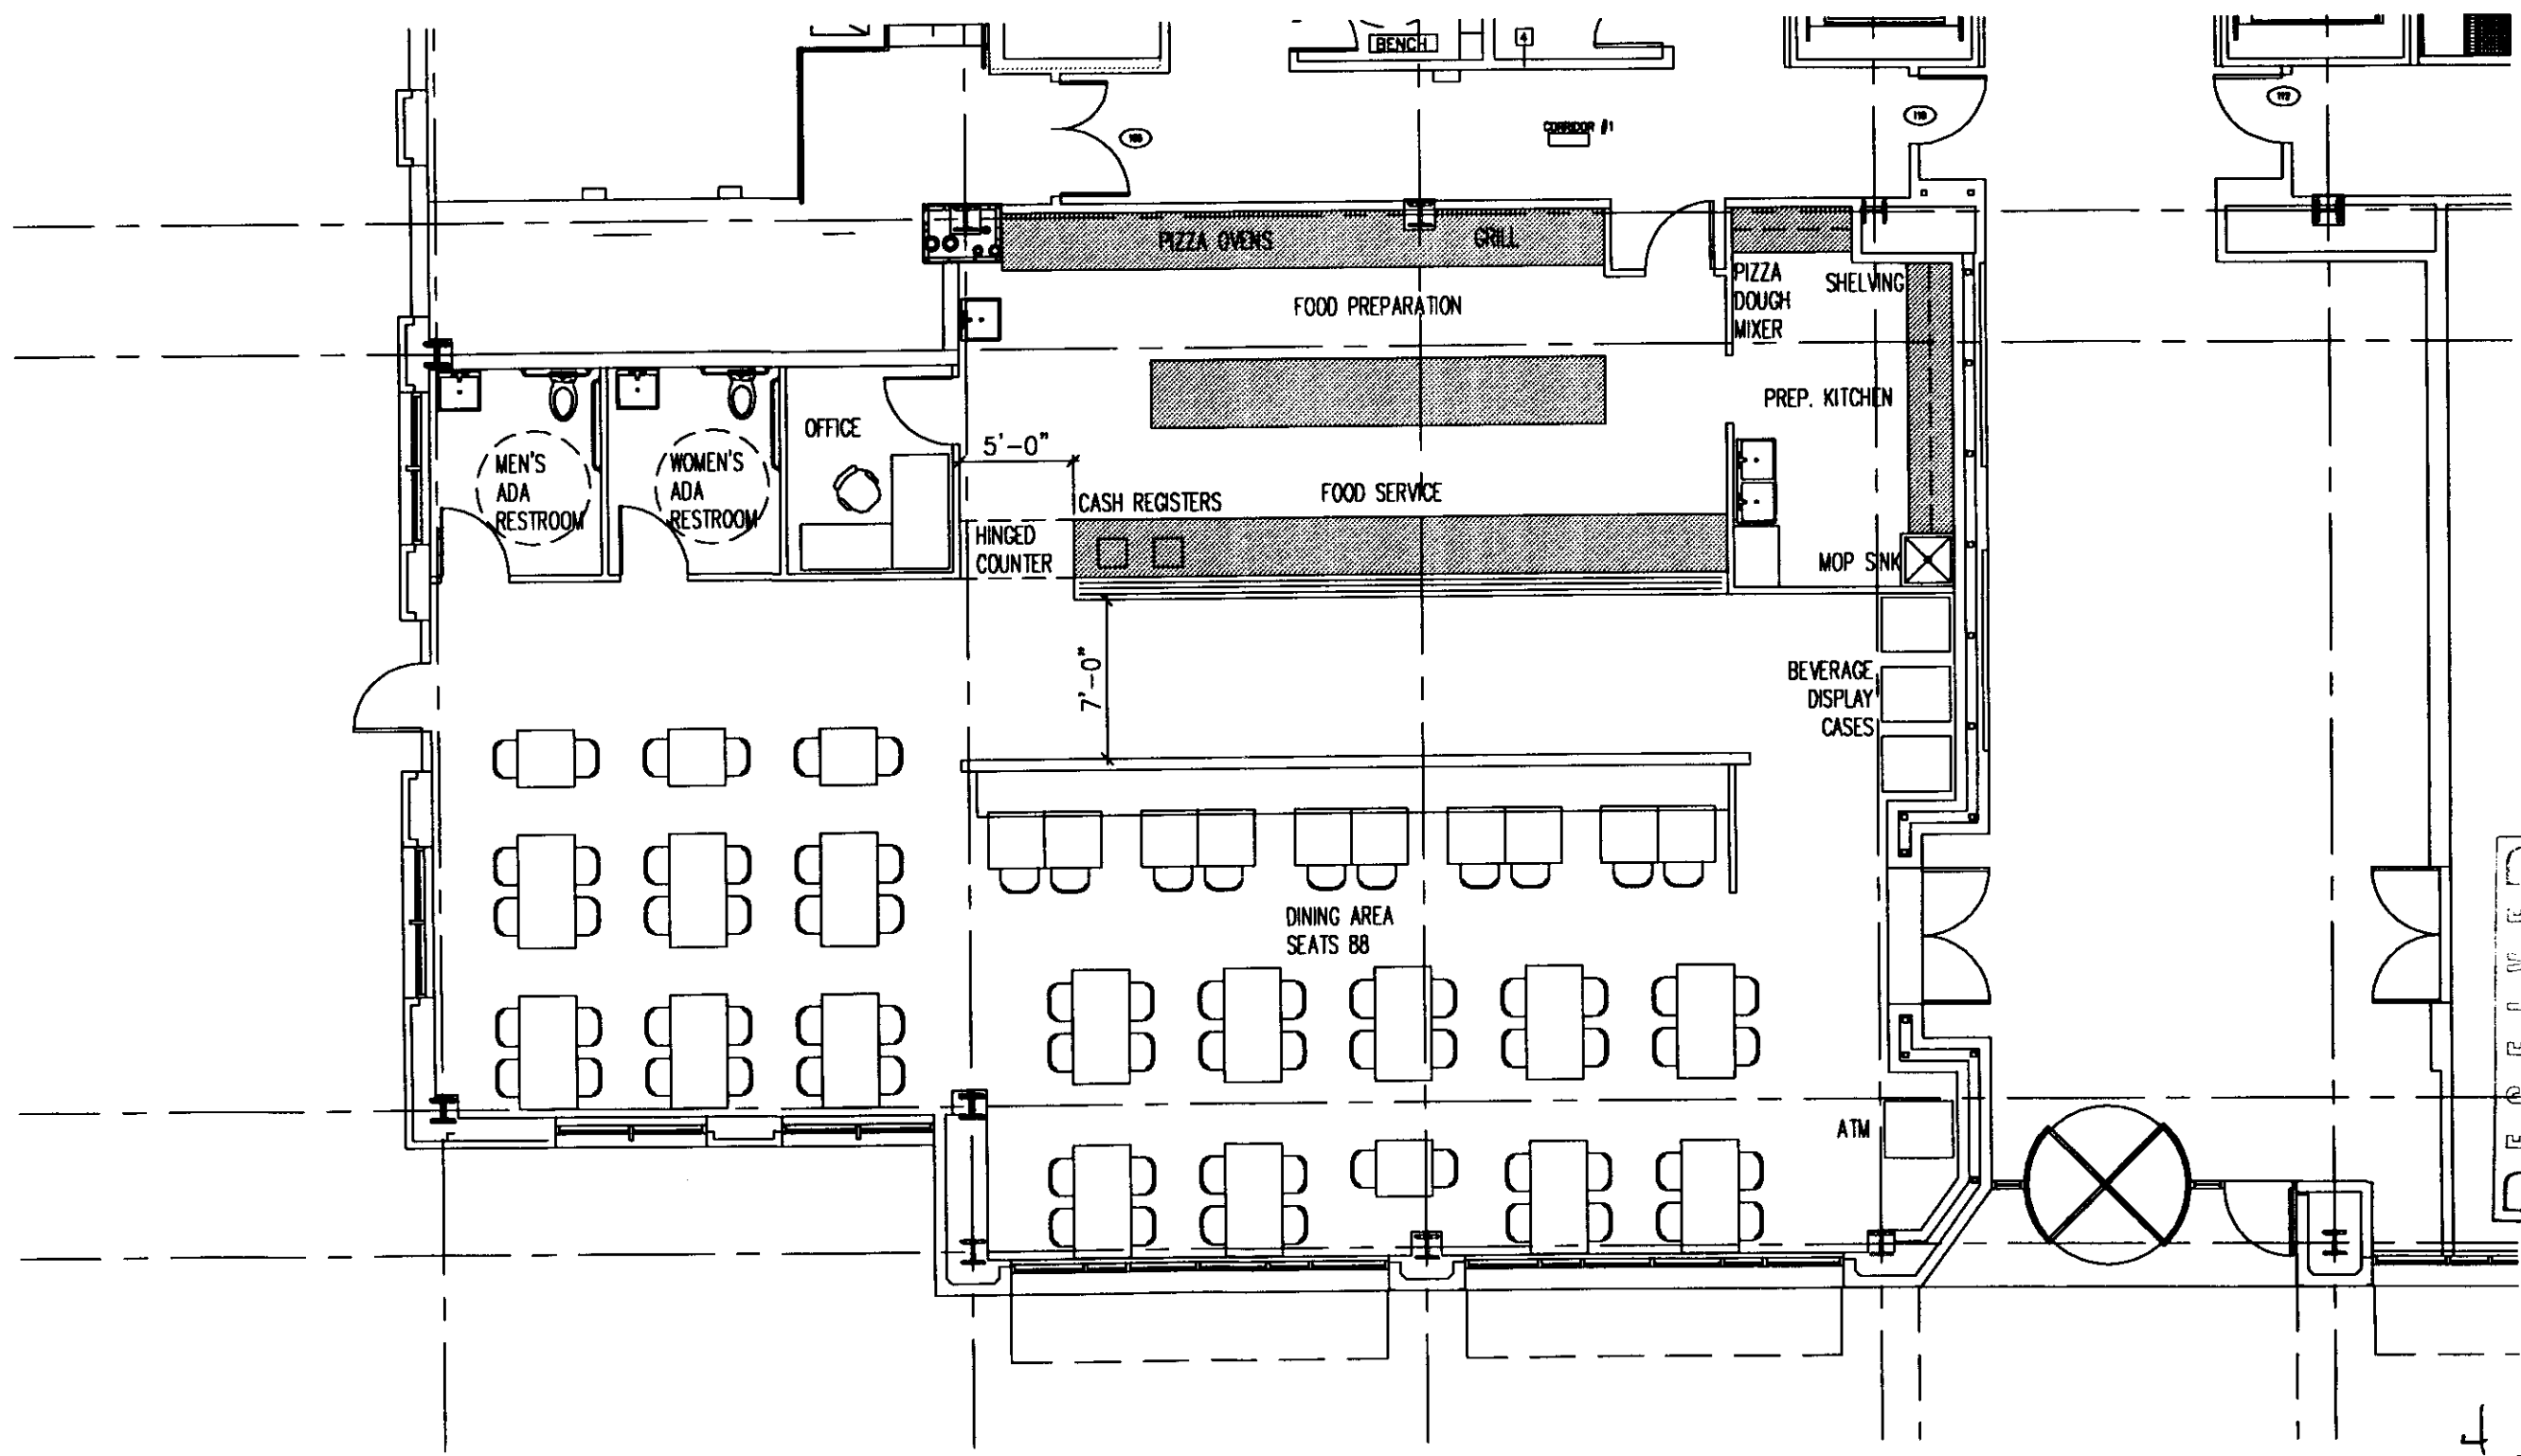 BENCH
4
CORRIDOR #1
110
112
PIZZA OVENS
GRILL
PIZZA
DOUGH
MIXER
SHELVING
FOOD PREPARATION
PREP. KITCHEN
OFFICE
5'-0"
MEN'S
ADA
RESTROOM
WOMEN'S
ADA
RESTROOM
CASH REGISTERS
FOOD SERVICE
HINGED
COUNTER
MOP SINK
7'-0"
BEVERAGE
DISPLAY
CASES
DINING AREA
SEATS 88
ATM